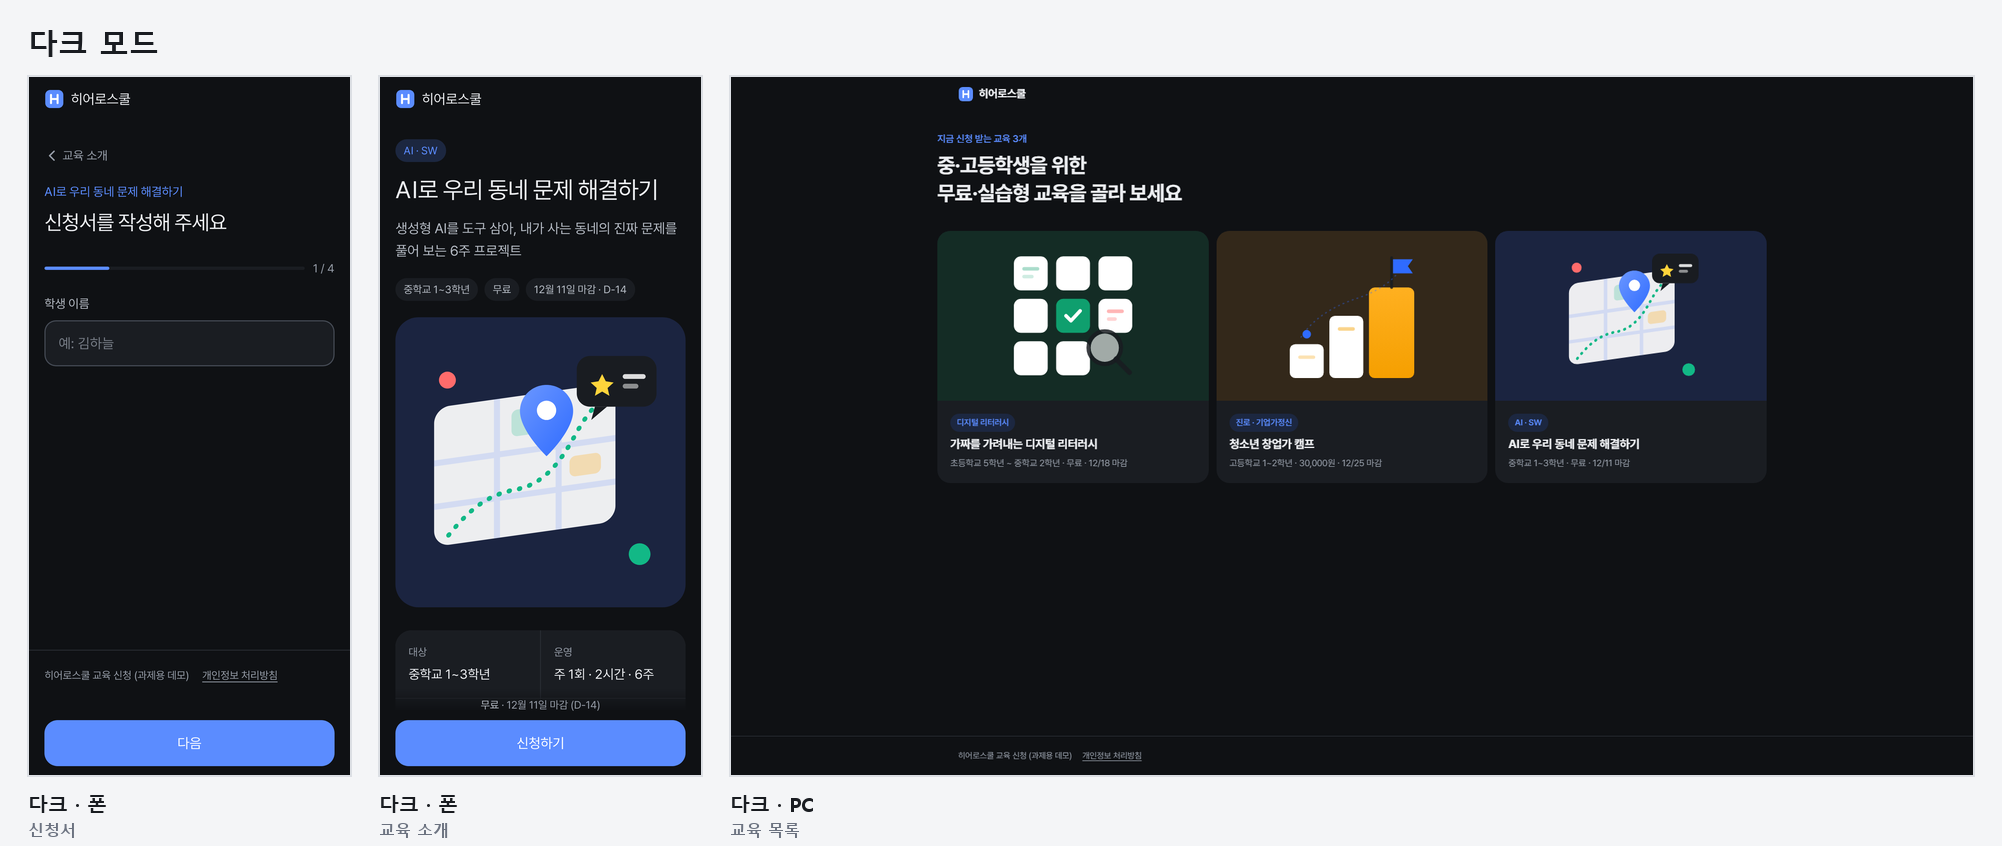 다크 모드
H 히어로스쿨
교육 소개
AI로 우리 동네 문제 해결하기
신청서를 작성해 주세요
1 / 4
학생 이름
예: 김하늘
히어로스쿨 교육 신청 (과제용 데모) 개인정보 처리방침
다음
다크 · 폰
신청서
H 히어로스쿨
AI · SW
AI로 우리 동네 문제 해결하기
생성형 AI를 도구 삼아, 내가 사는 동네의 진짜 문제를
풀어 보는 6주 프로젝트
중학교 1~3학년 무료 12월 11일 마감 · D-14
대상 운영
중학교 1~3학년 주 1회 · 2시간 · 6주
무료 · 12월 11일 마감 (D-14)
신청하기
다크 · 폰
교육 소개
H 히어로스쿨
지금 신청 받는 교육 3개
중·고등학생을 위한
무료·실습형 교육을 골라 보세요
디지털 리터러시
가짜를 가려내는 디지털 리터러시
초등학교 5학년 ~ 중학교 2학년 · 무료 · 12/18 마감
진로 · 기업가정신
청소년 창업가 캠프
고등학교 1~2학년 · 30,000원 · 12/25 마감
AI · SW
AI로 우리 동네 문제 해결하기
중학교 1~3학년 · 무료 · 12/11 마감
히어로스쿨 교육 신청 (과제용 데모) 개인정보 처리방침
다크 · PC
교육 목록